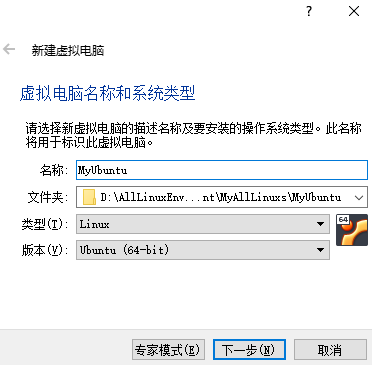 ?
新建虚拟电脑
虚拟电脑名称和系统类型
请选择新虚拟电脑的描述名称及要安装的操作系统类型。此名称
将用于标识此虚拟电脑。
名称: MyUbuntu
文件夹: D:\AllLinuxEnv...nt\MyAllLinuxs\MyUbuntu
类型(T): Linux
64
版本(V): Ubuntu (64-bit)
专家模式(E) 下一步(N) 取消